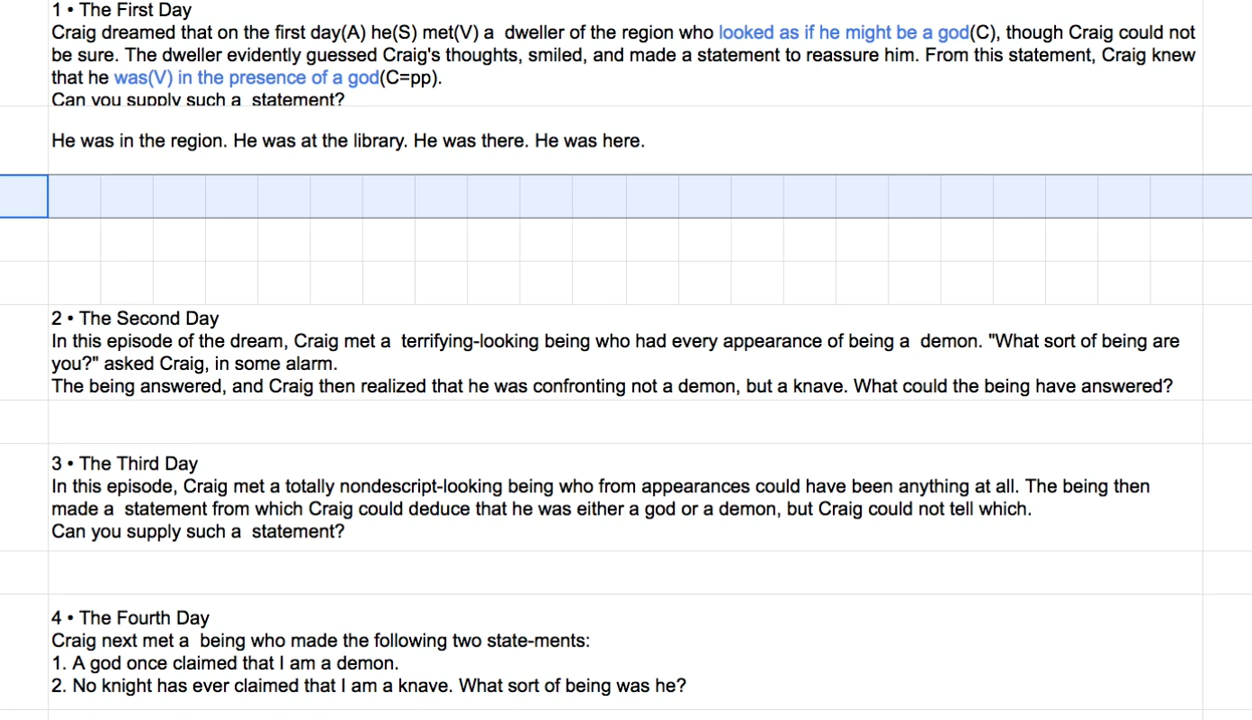 1 • The First Day
Craig dreamed that on the first day(A) he(S) met(V) a dweller of the region who looked as if he might be a god(C), though Craig could not
be sure. The dweller evidently guessed Craig's thoughts, smiled, and made a statement to reassure him. From this statement, Craig knew
that he was(V) in the presence of a god(C=pp).
Can you supply such a statement?
He was in the region. He was at the library. He was there. He was here.
2 • The Second Day
In this episode of the dream, Craig met a terrifying-looking being who had every appearance of being a demon. "What sort of being are
you?" asked Craig, in some alarm.
The being answered, and Craig then realized that he was confronting not a demon, but a knave. What could the being have answered?
3 • The Third Day
In this episode, Craig met a totally nondescript-looking being who from appearances could have been anything at all. The being then
made a statement from which Craig could deduce that he was either a god or a demon, but Craig could not tell which.
Can you supply such a statement?
4 • The Fourth Day
Craig next met a being who made the following two state-ments:
1. A god once claimed that I am a demon.
2. No knight has ever claimed that I am a knave. What sort of being was he?